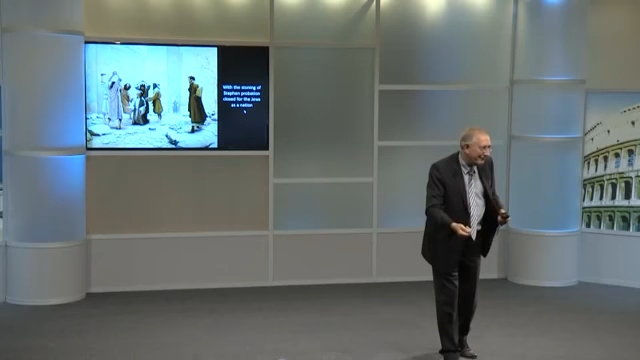 With the stoning of
Stephen probation
closed for the Jews
as a nation